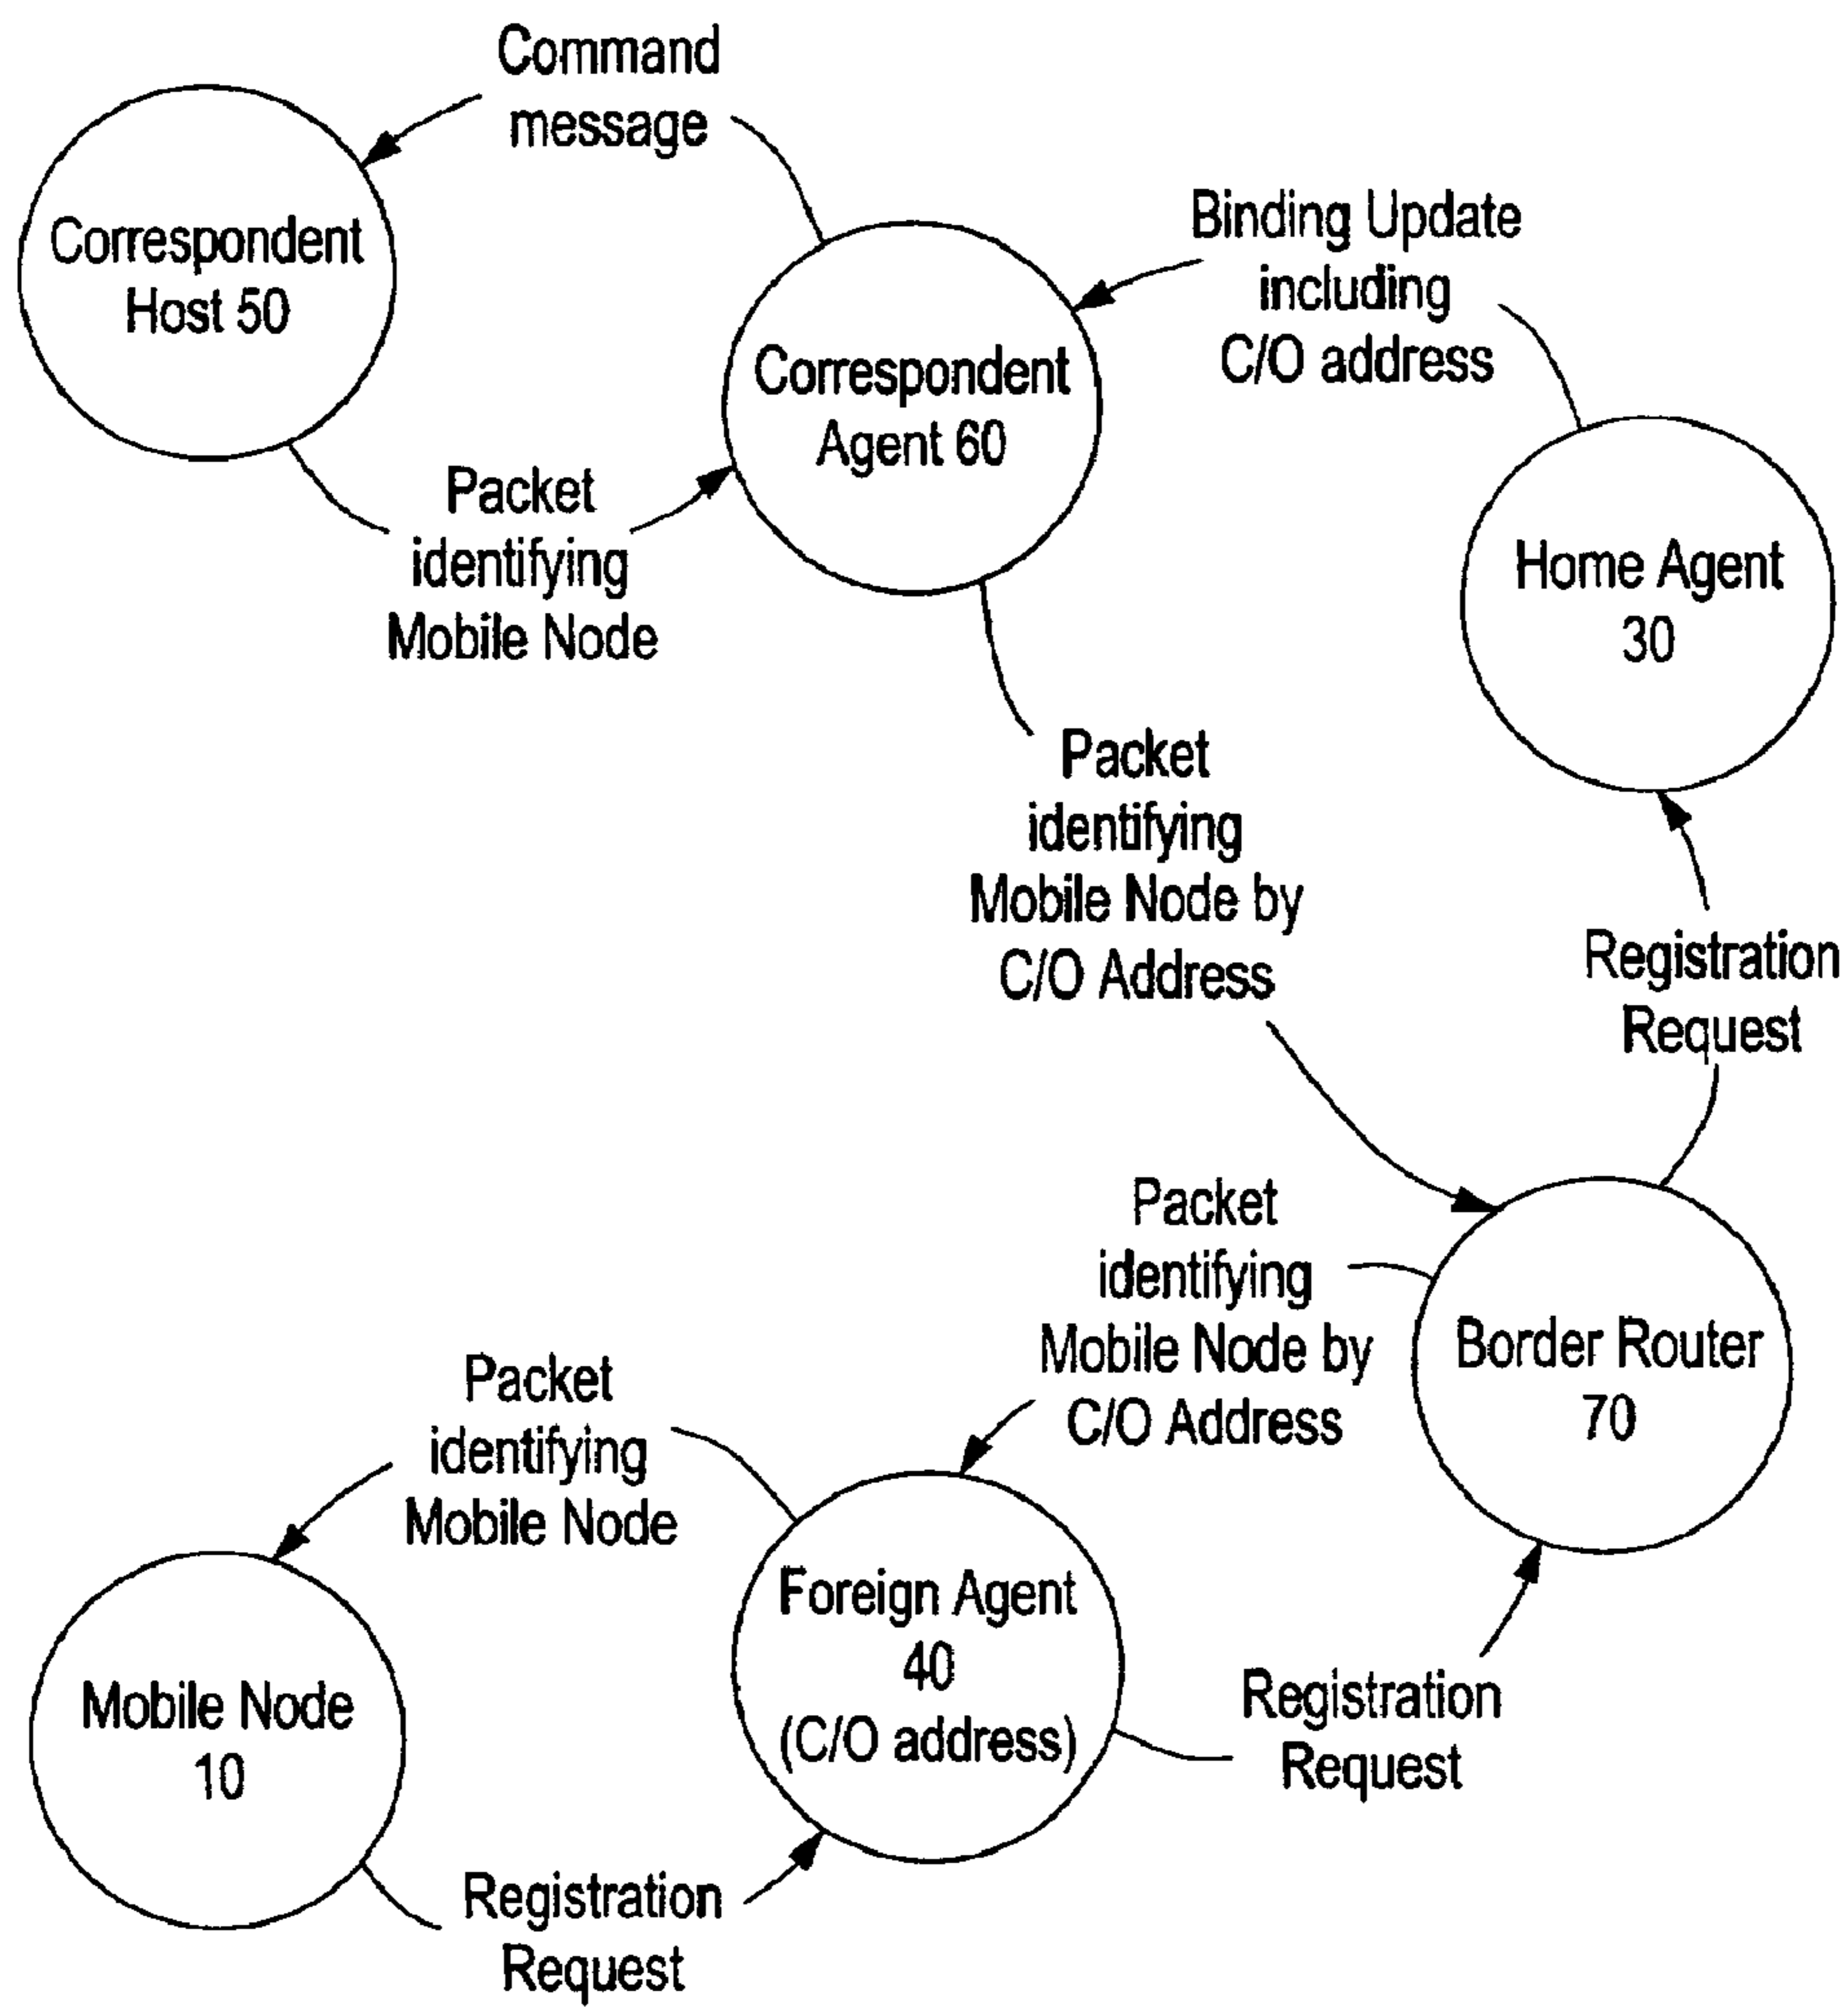 Command
message
Correspondent
Host 50
Binding Update
including
C/O address
Correspondent
Agent 60
Packet
identifying
Mobile Node
Home Agent
30
Packet
identifying
Mobile Node by
C/O Address
Registration
Request
Packet
identifying
Mobile Node by
C/O Address
Border Router
70
Packet
identifying
Mobile Node
Foreign Agent
40
(C/O address)
Mobile Node
10
Registration
Request
Registration
Request